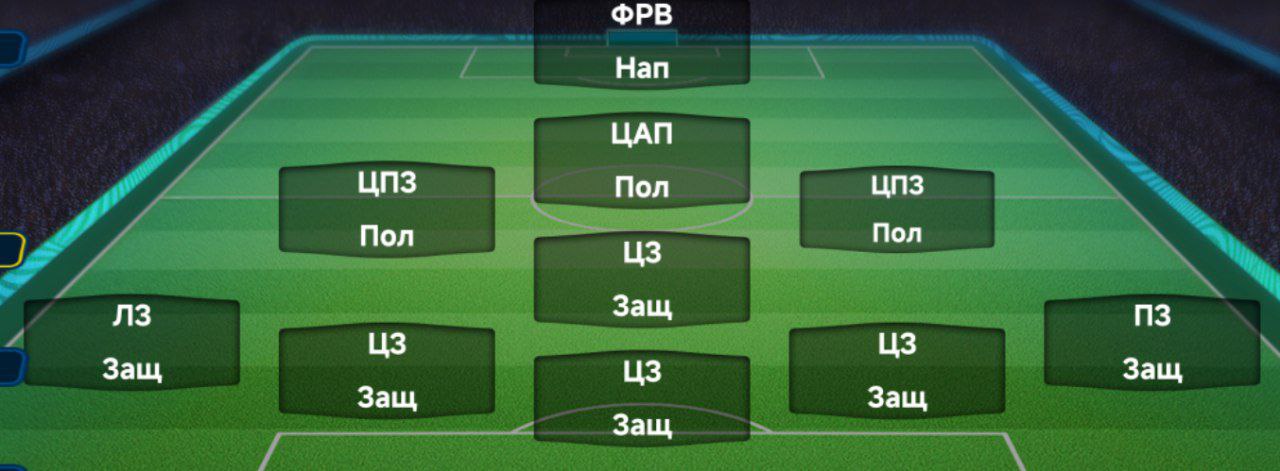 ФРВ
Нап
ЦАП
Пол
ЦПЗ
Пол
ЦПЗ
Пол
ЦЗ
Защ
ЛЗ
Защ
ЦЗ
Защ
ЦЗ
Защ
ЦЗ
Защ
ПЗ
Защ